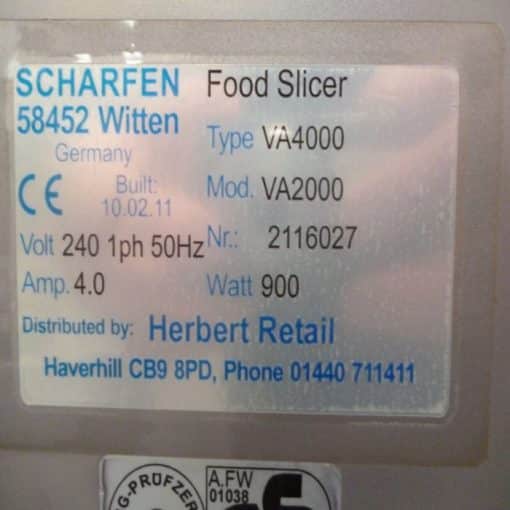 SCHARFEN Food Slicer
58452 Witten
Type VA4000
Germany
CE Built: Mod. VA2000
10.02.11
Volt 240 1ph 50Hz Nr.: 2116027
Amp. 4.0 Watt 900
Distributed by: Herbert Retail
Haverhill CB9 8PD, Phone 01440 711411
G-PRÜFZER
A.FW
01038